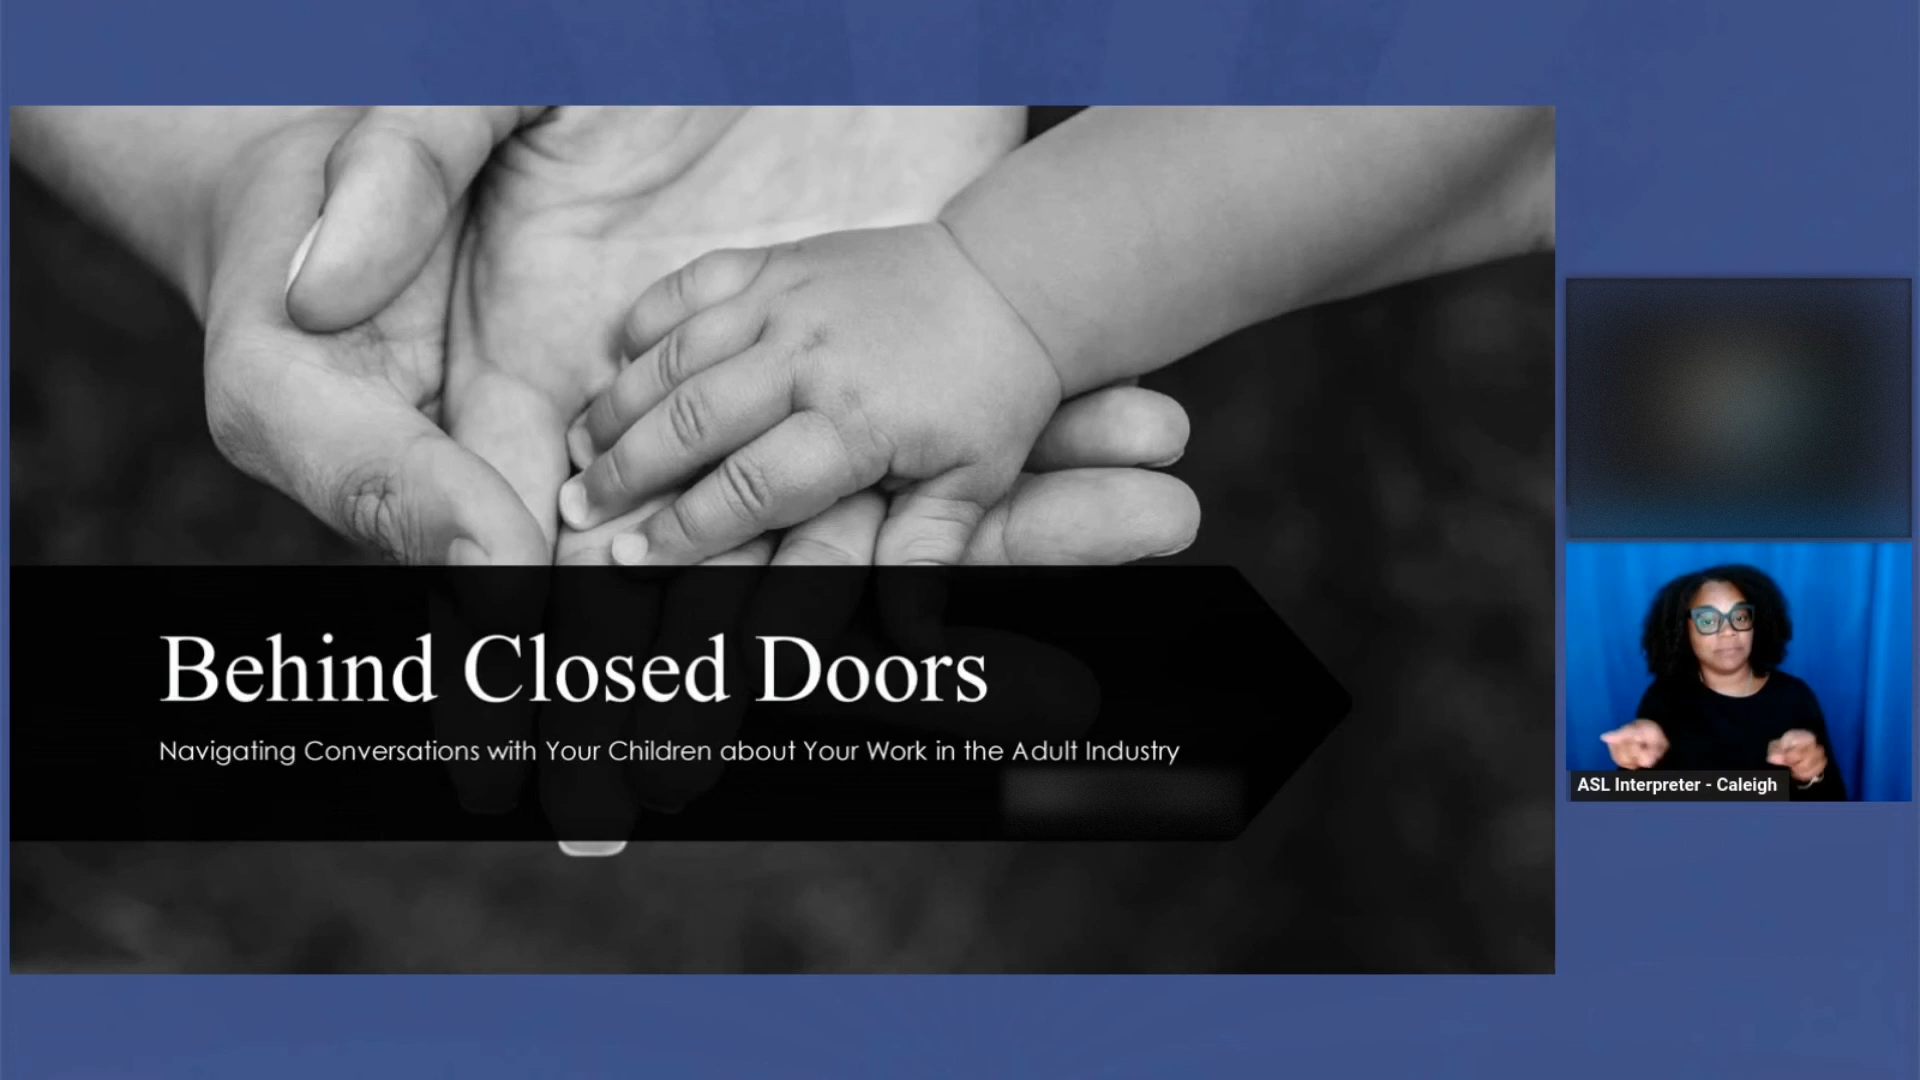 Behind Closed Doors
Navigating Conversations with Your Children about Your Work in the Adult Industry
ASL Interpreter - Caleigh